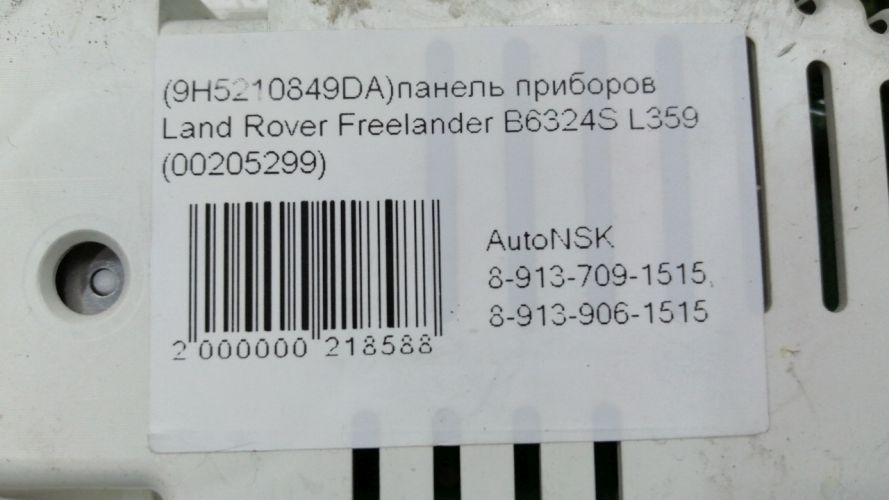 (9H5210849DA)панель приборов
Land Rover Freelander B6324S L359
(00205299)
AutoNSK
8-913-709-1515,
8-913-906-1515
2 000000 218588